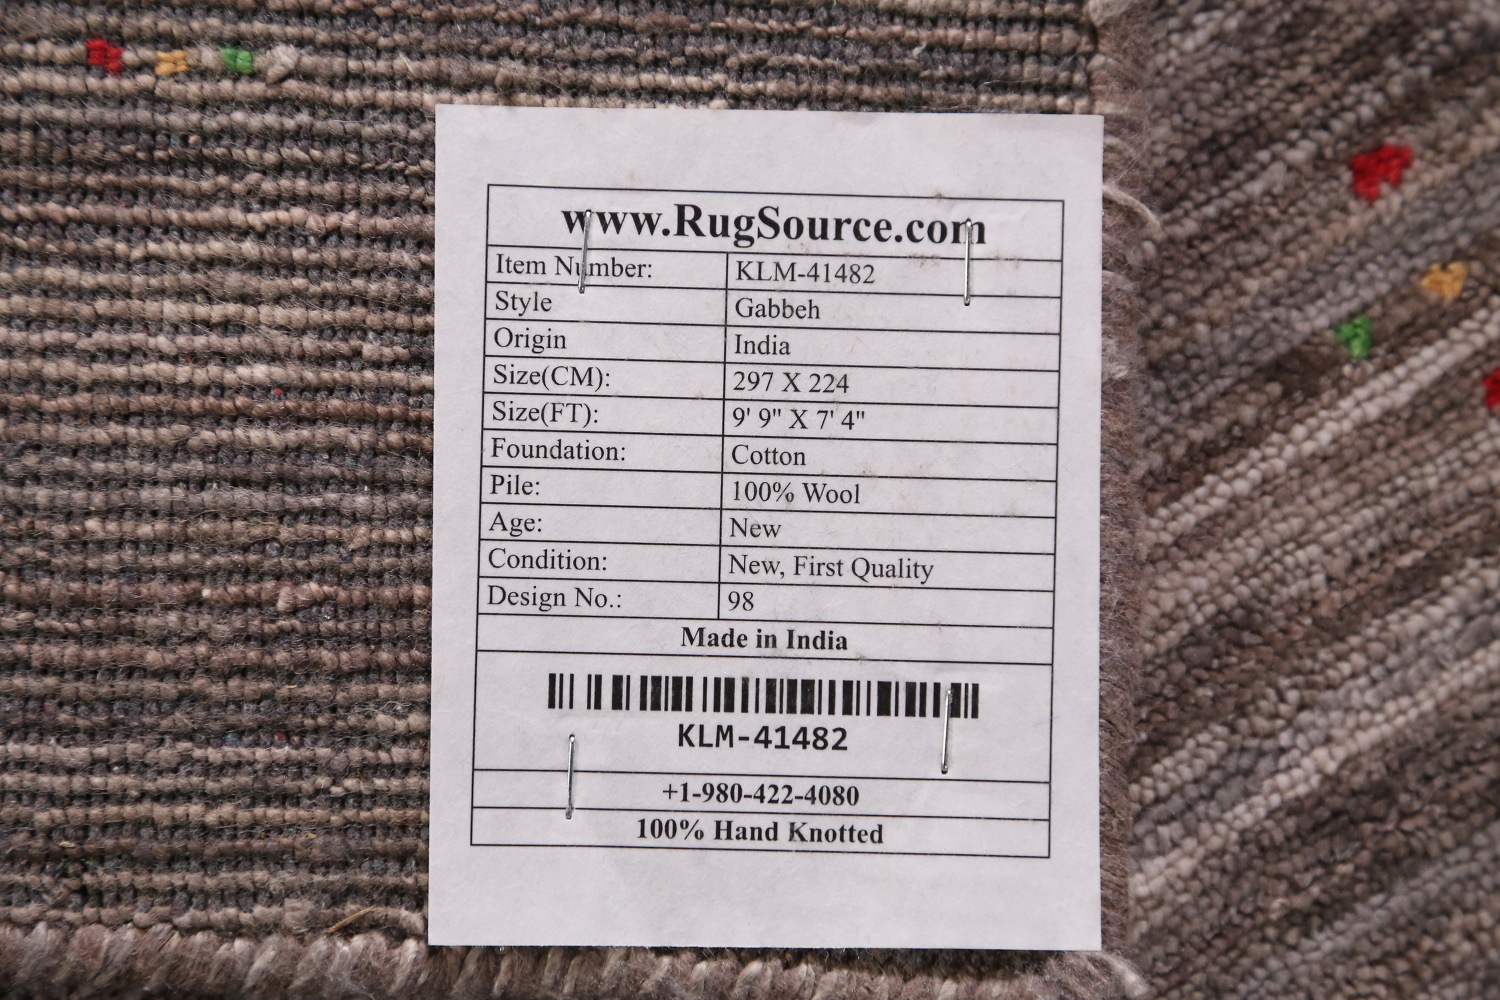 www.RugSource.com
Item Number: KLM-41482
Style Gabbeh
Origin India
Size(CM): 297 X 224
Size(FT): 9' 9" X 7' 4"
Foundation: Cotton
Pile: 100% Wool
Age: New
Condition: New, First Quality
Design No.: 98
Made in India
KLM-41482
+1-980-422-4080
100% Hand Knotted